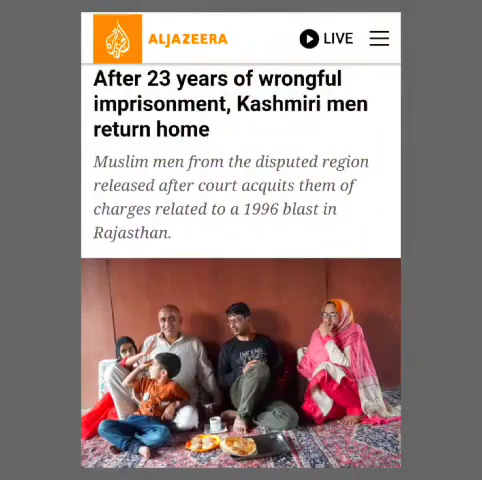 ALJAZEERA
LIVE
After 23 years of wrongful
imprisonment, Kashmiri men
return home
Muslim men from the disputed region
released after court acquits them of
charges related to a 1996 blast in
Rajasthan.